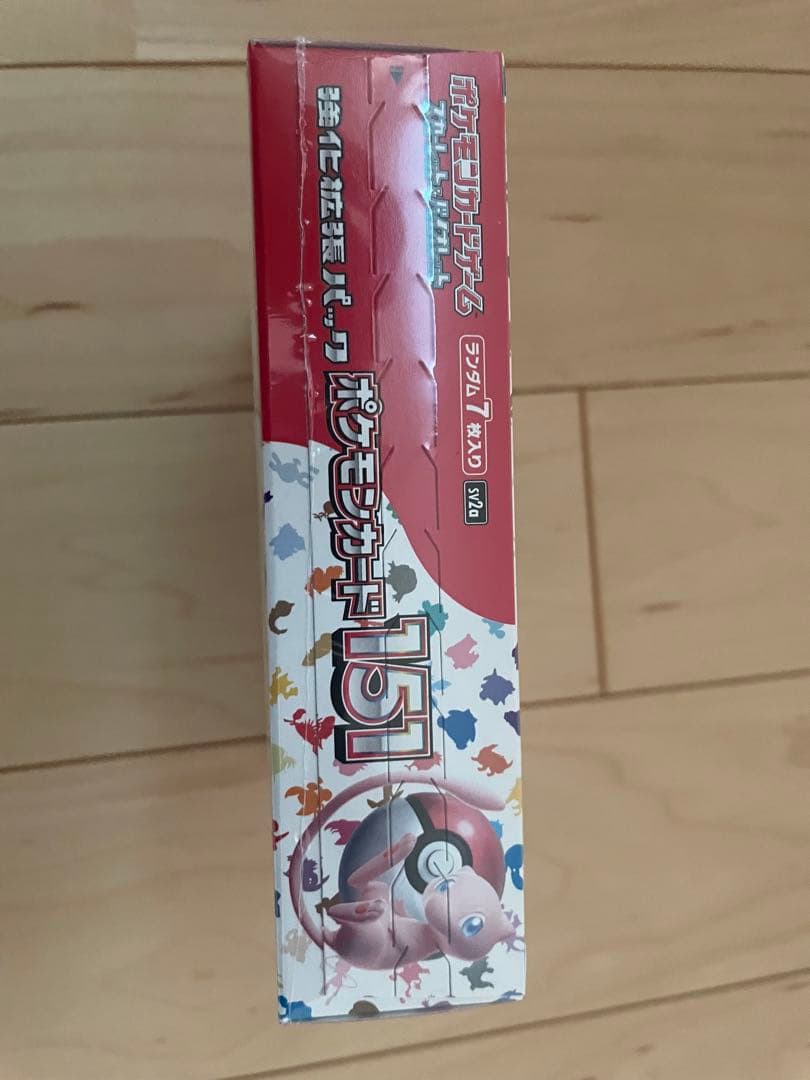 ポケモンカードゲーム
スカーレット&バイオレット
ランダム7枚入り
SV2a
強化拡張パック
ポケモンカード151